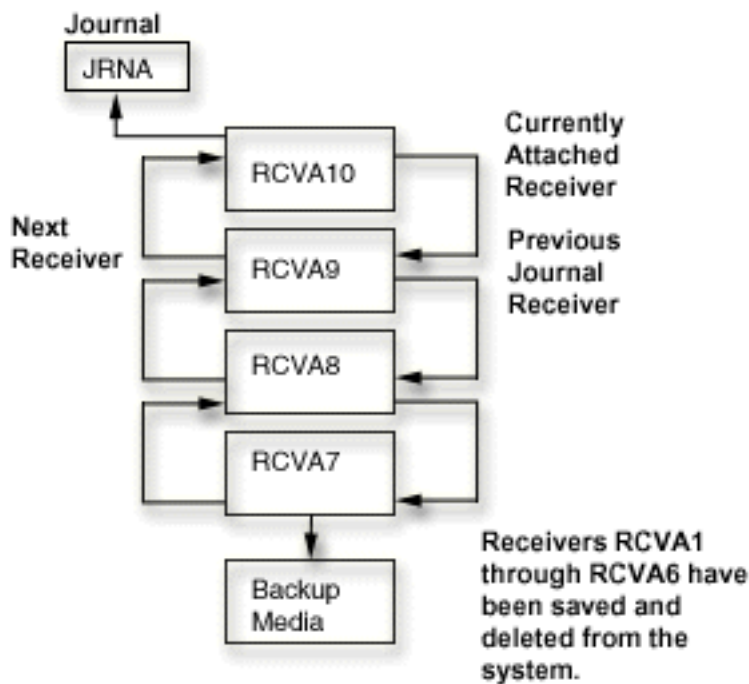 Journal
JRNA
RCVA10
Currently
Attached
Receiver
Next
Receiver
RCVA9
Previous
Journal
Receiver
RCVA8
RCVA7
Backup
Media
Receivers RCVA1
through RCVA6 have
been saved and
deleted from the
system.